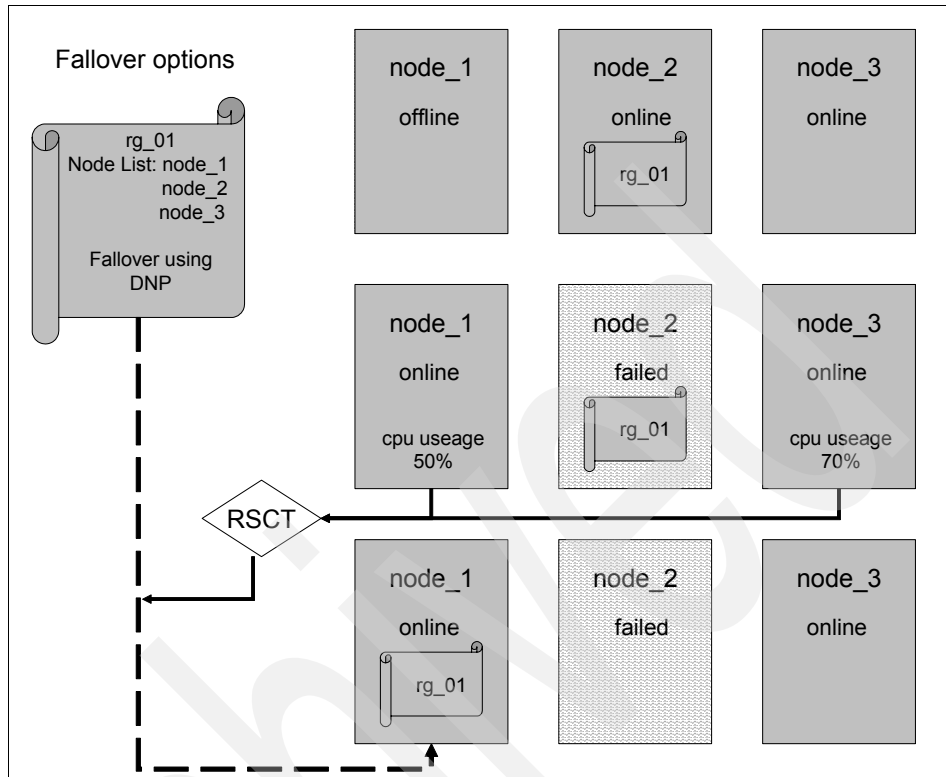 Fallover options
rg_01
Node List: node_1
node_2
node_3
Fallover using
DNP
node_1
offline
node_2
online
rg_01
node_3
online
node_1
online
cpu useage
50%
node_2
failed
rg_01
node_3
online
cpu useage
70%
RSCT
node_1
online
rg_01
node_2
failed
node_3
online